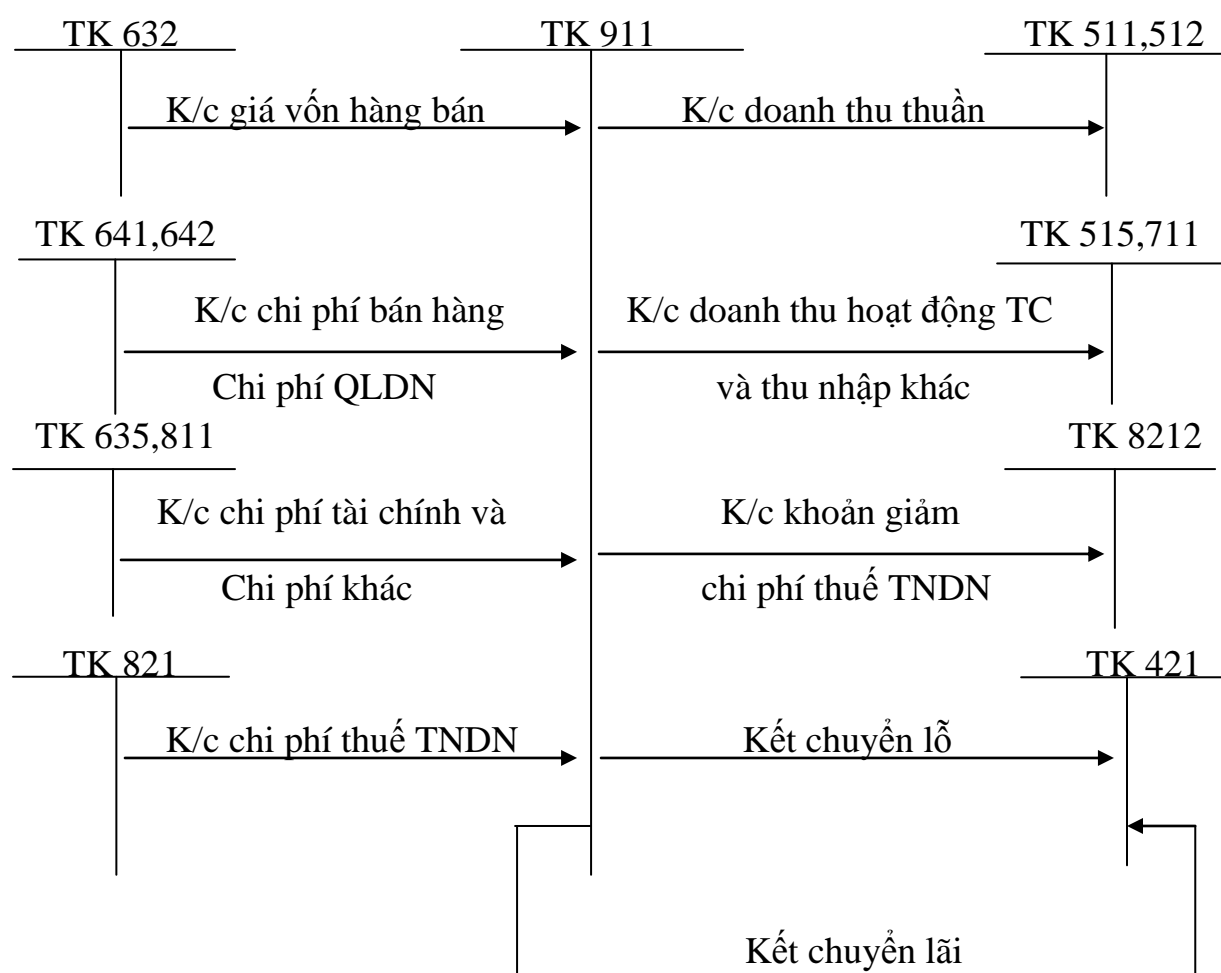 TK 632 TK 911 TK 511,512
K/c giá vốn hàng bán K/c doanh thu thuần
TK 641,642 TK 515,711
K/c chi phí bán hàng K/c doanh thu hoạt động TC
Chi phí QLDN và thu nhập khác
TK 635,811 TK 8212
K/c chi phí tài chính và K/c khoản giảm
Chi phí khác chi phí thuế TNDN
TK 821 TK 421
K/c chi phí thuế TNDN Kết chuyển lỗ
Kết chuyển lãi